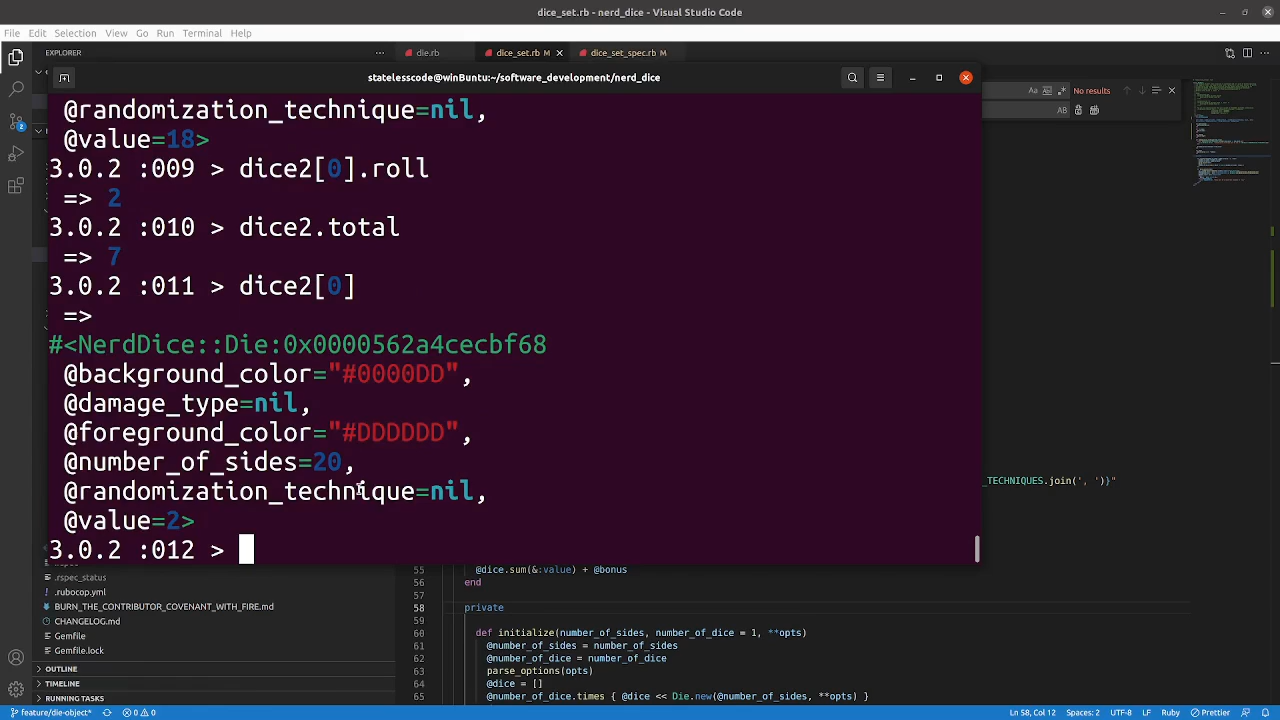 dice_set.rb - nerd_dice - Visual Studio Code
File Edit Selection View Go Run Terminal Help
EXPLORER
die.rb
dice_set.rb M
dice_set_spec.rb M
statelesscode@winBuntu:~/software_development/nerd_dice
Aa
No results
AB
@randomization_technique=nil,
@value=18>
3.0.2 :009 > dice2[0].roll
=> 2
3.0.2 :010 > dice2.total
=> 7
3.0.2 :011 > dice2[0]
=>
#<NerdDice::Die:0x0000562a4cecbf68
@background_color="#0000DD",
@damage_type=nil,
@foreground_color="#DDDDDD",
@number_of_sides=20,
@randomization_technique=nil,
@value=2>
3.0.2 :012 >
_TECHNIQUES.join(', ')}"
.rspec_status
.rubocop.yml
BURN_THE_CONTRIBUTOR_COVENANT_WITH_FIRE.md
CHANGELOG.md
Gemfile
Gemfile.lock
OUTLINE
TIMELINE
RUNNING TASKS
55 @dice.sum(&:value) + @bonus
56 end
57
58 private
59
60 def initialize(number_of_sides, number_of_dice = 1, **opts)
61 @number_of_sides = number_of_sides
62 @number_of_dice = number_of_dice
63 parse_options(opts)
64 @dice = []
65 @number_of_dice.times { @dice << Die.new(@number_of_sides, **opts) }
feature/die-object* 0 0 Ln 58, Col 12 Spaces: 2 UTF-8 LF Ruby Prettier